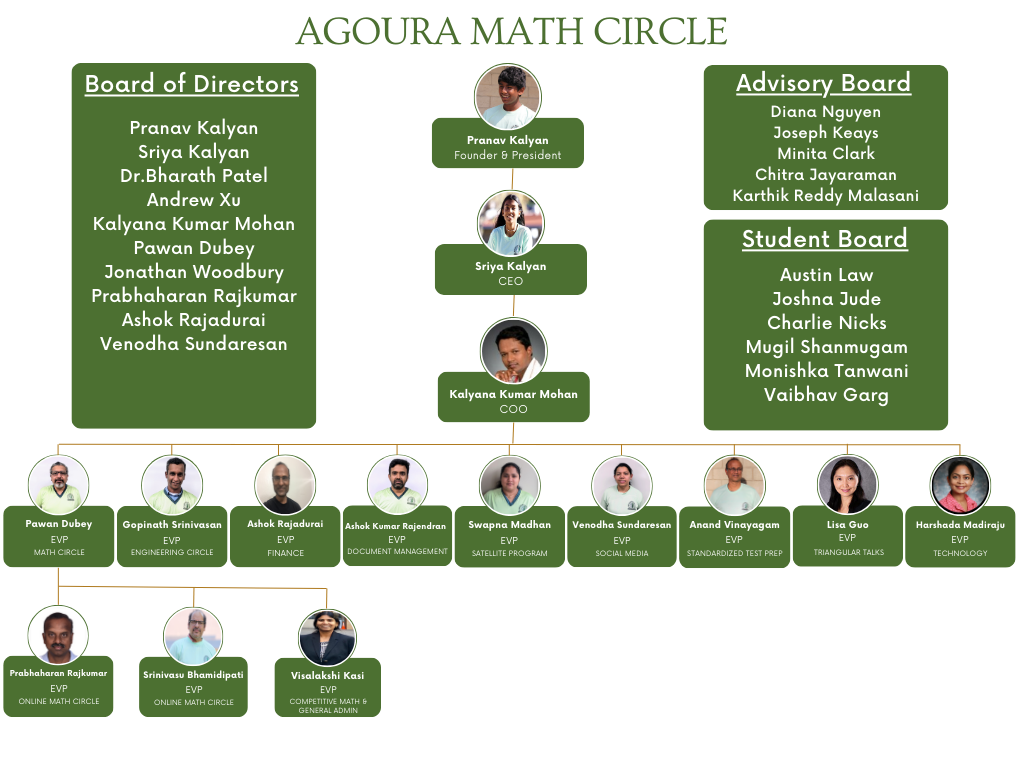 AGOURA MATH CIRCLE
Board of Directors
Pranav Kalyan
Sriya Kalyan
Dr.Bharath Patel
Andrew Xu
Kalyana Kumar Mohan
Pawan Dubey
Jonathan Woodbury
Prabhaharan Rajkumar
Ashok Rajadurai
Venodha Sundaresan
Pranav Kalyan
Founder & President
Sriya Kalyan
CEO
Kalyana Kumar Mohan
COO
Advisory Board
Diana Nguyen
Joseph Keays
Minita Clark
Chitra Jayaraman
Karthik Reddy Malasani
Student Board
Austin Law
Joshna Jude
Charlie Nicks
Mugil Shanmugam
Monishka Tanwani
Vaibhav Garg
Pawan Dubey
EVP
MATH CIRCLE
Gopinath Srinivasan
EVP
ENGINEERING CIRCLE
Ashok Rajadurai
EVP
FINANCE
Ashok Kumar Rajendran
EVP
DOCUMENT MANAGEMENT
Swapna Madhan
EVP
SATELLITE PROGRAM
Venodha Sundaresan
EVP
SOCIAL MEDIA
Anand Vinayagam
EVP
STANDARDIZED TEST PREP
Lisa Guo
EVP
TRIANGULAR TALKS
Harshada Madiraju
EVP
TECHNOLOGY
Prabhaharan Rajkumar
EVP
ONLINE MATH CIRCLE
Srinivasu Bhamidipati
EVP
ONLINE MATH CIRCLE
Visalakshi Kasi
EVP
COMPETITIVE MATH &
GENERAL ADMIN